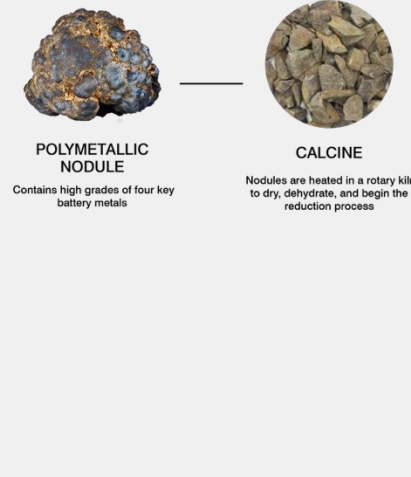 POLYMETALLIC
NODULE
Contains high grades of four key
battery metals
CALCINE
Nodules are heated in a rotary kiln
to dry, dehydrate, and begin the
reduction process